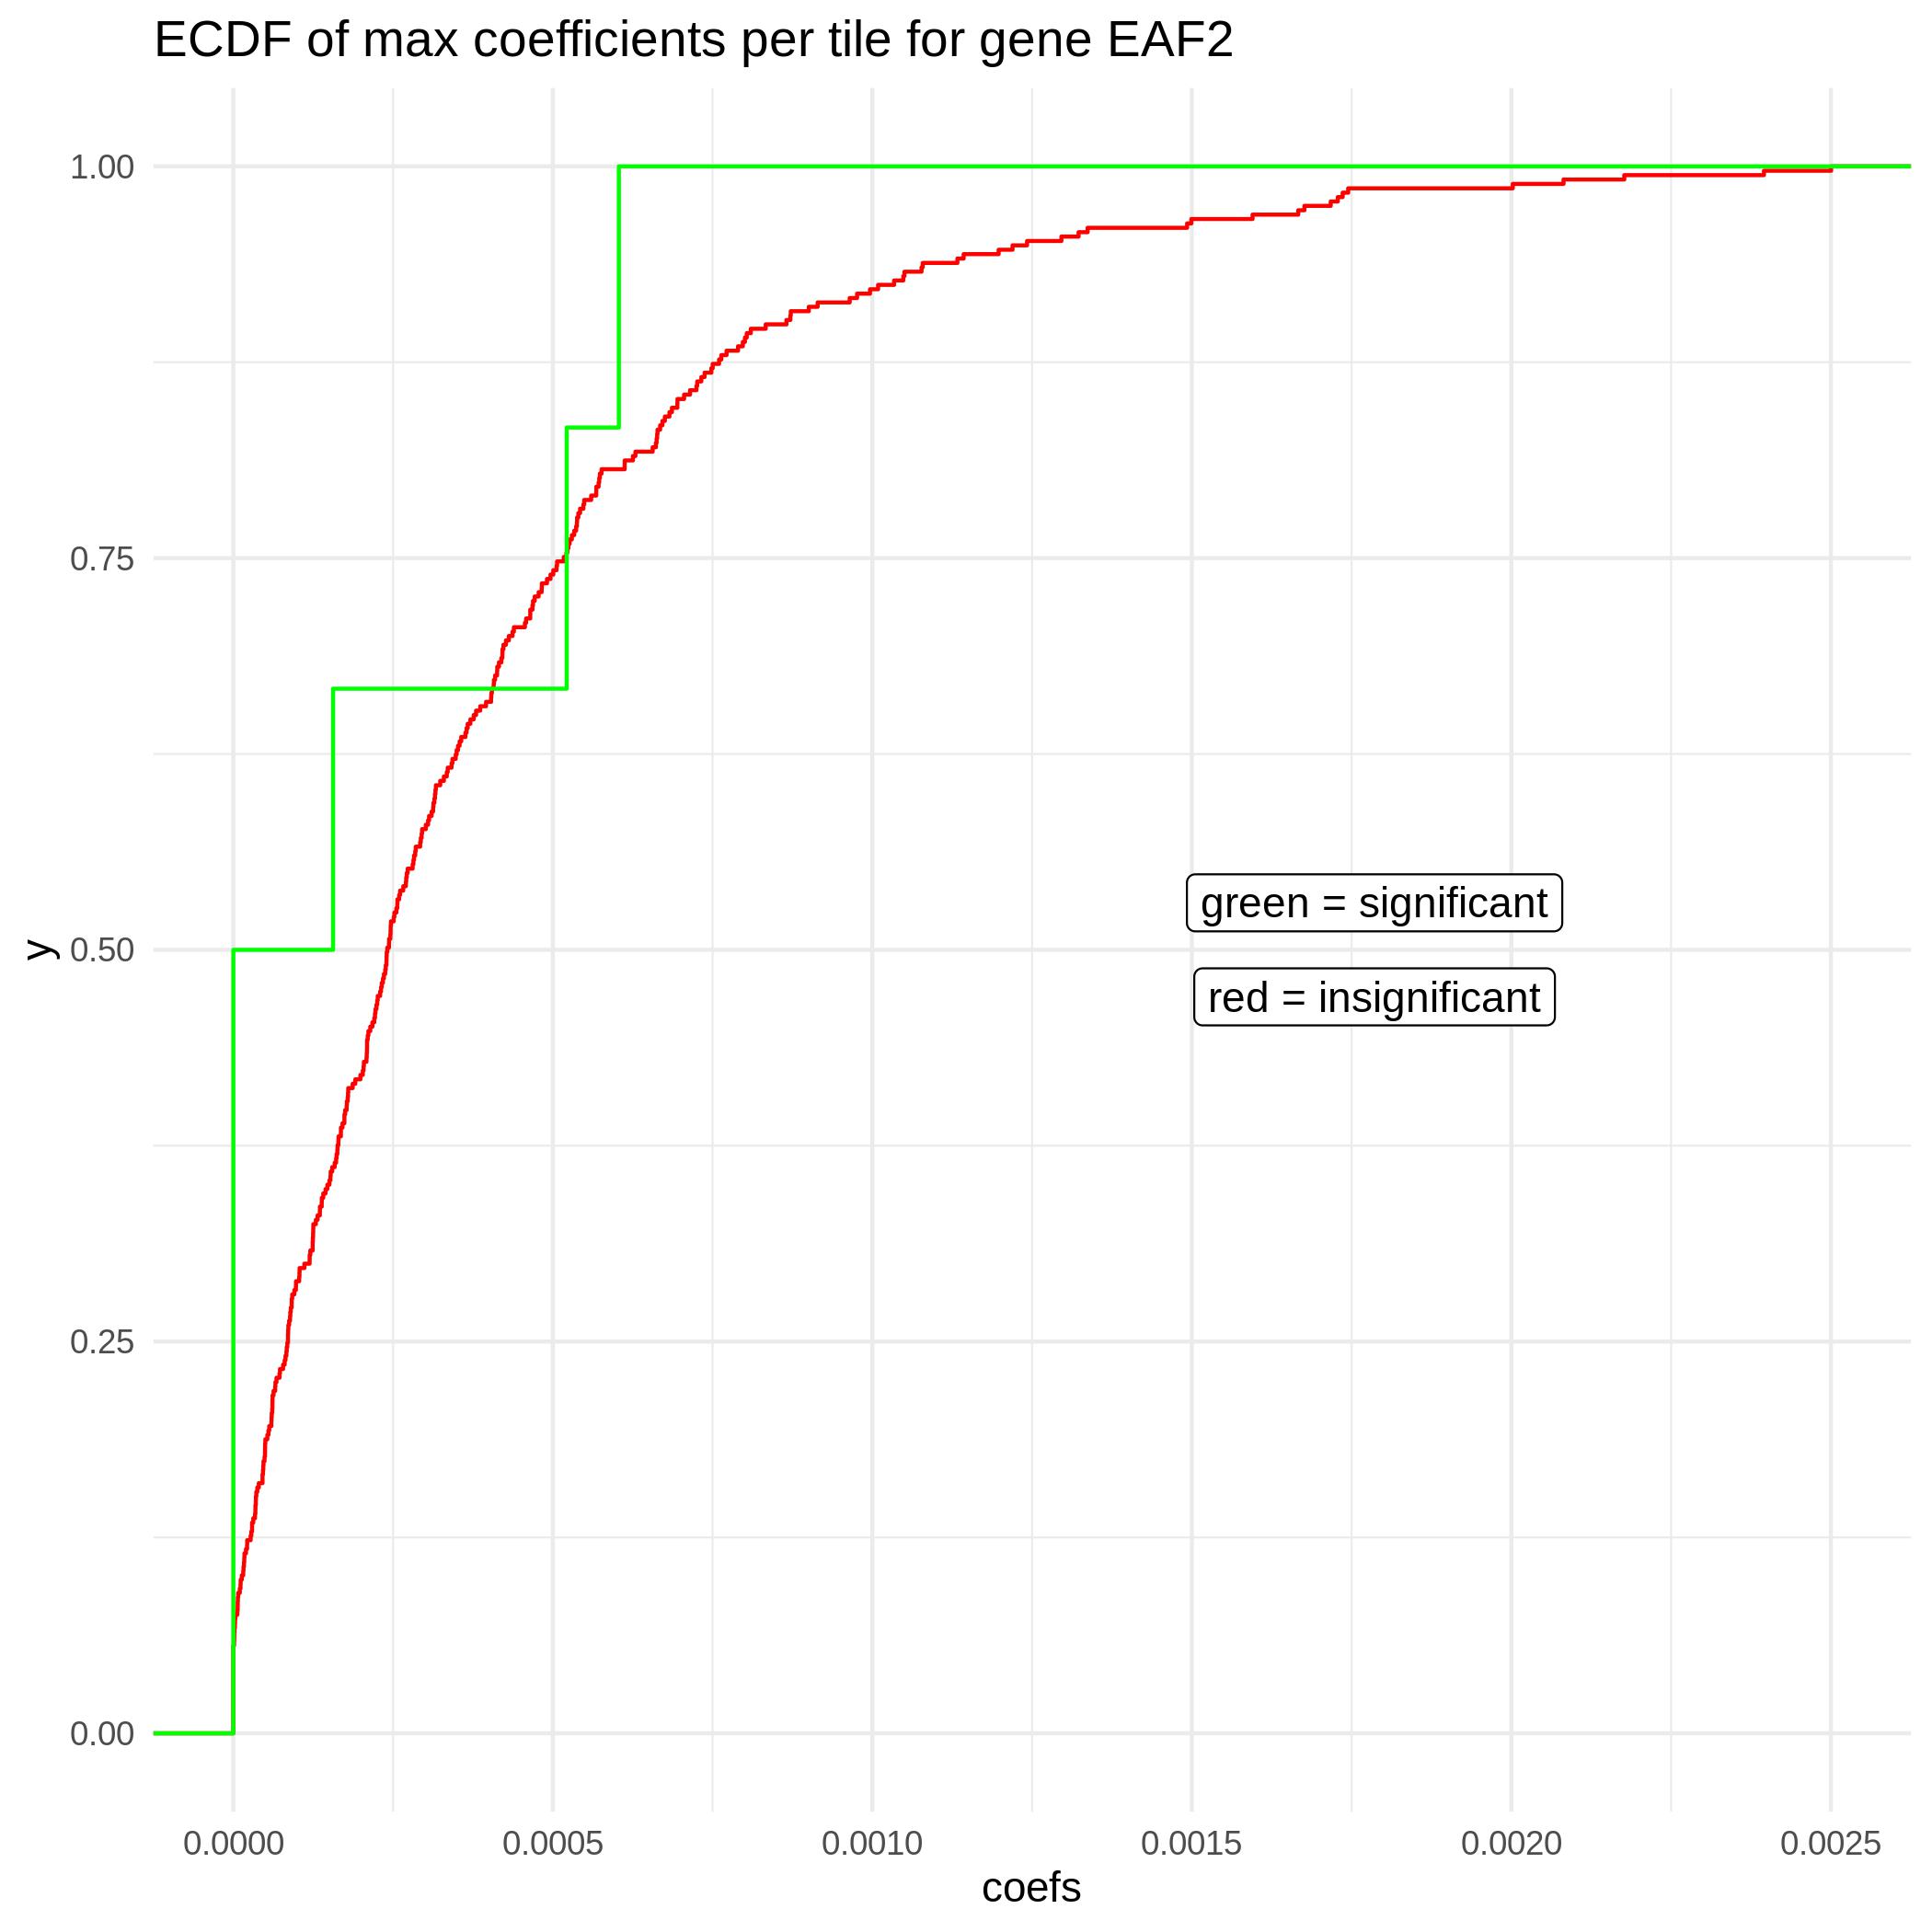 ECDF of max coefficients per tile for gene EAF2
1.00
0.75
0.50
0.25
0.00
y
green = significant
red = insignificant
0.0000 0.0005 0.0010 0.0015 0.0020 0.0025
coefs